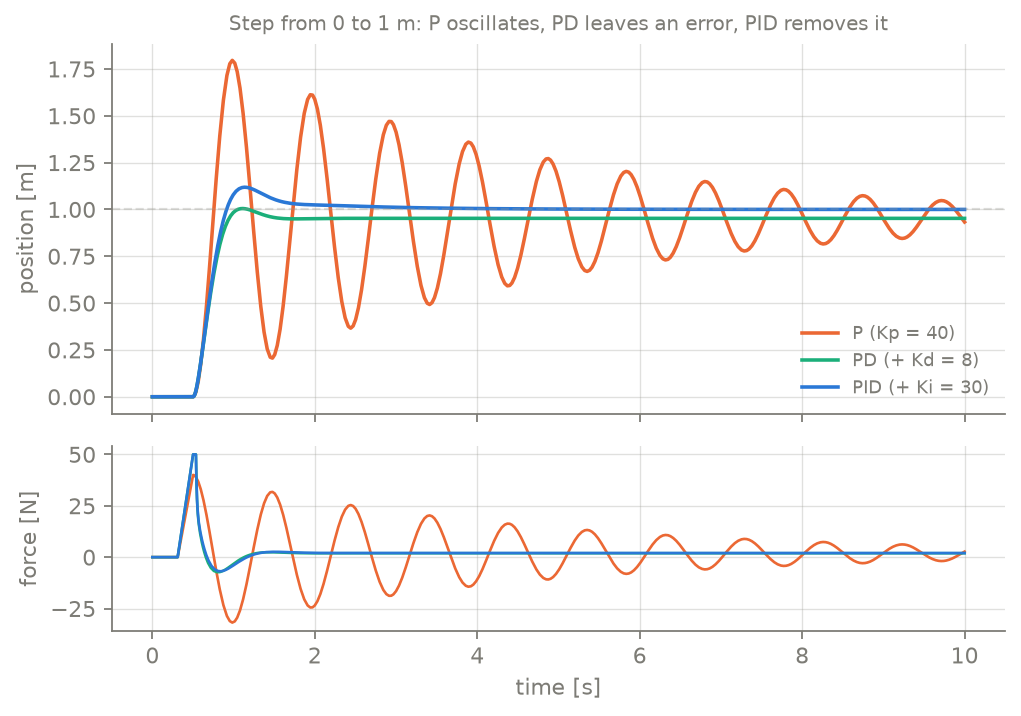 Step from 0 to 1 m: P oscillates, PD leaves an error, PID removes it
position [m]
1.75
1.50
1.25
1.00
0.75
0.50
0.25
0.00
P (Kp = 40)
PD (+ Kd = 8)
PID (+ Ki = 30)
force [N]
50
25
0
−25
0 2 4 6 8 10
time [s]